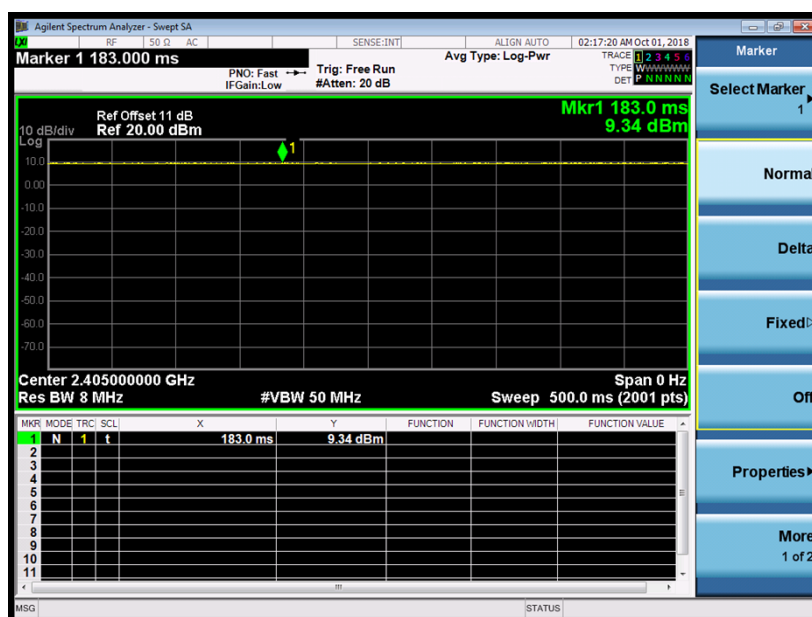 Agilent Spectrum Analyzer - Swept SA
RF 50 Ω AC SENSE:INT ALIGN AUTO 02:17:20 AM Oct 01, 2018
Marker 1 183.000 ms
PNO: Fast
IFGain:Low
Trig: Free Run
#Atten: 20 dB
Avg Type: Log-Pwr
TRACE 1 2 3 4 5 6
TYPE WWWWWW
DET P N N N N N
Mkr1 183.0 ms
9.34 dBm
Ref Offset 11 dB
10 dB/div Ref 20.00 dBm
Log
1
10.0
0.00
-10.0
-20.0
-30.0
-40.0
-50.0
-60.0
-70.0
Center 2.405000000 GHz Span 0 Hz
Res BW 8 MHz #VBW 50 MHz Sweep 500.0 ms (2001 pts)
MKR MODE TRC SCL X Y FUNCTION FUNCTION WIDTH FUNCTION VALUE
1 N 1 t 183.0 ms 9.34 dBm
2
3
4
5
6
7
8
9
10
11
MSG STATUS
Marker
Select Marker
1
Normal
Delta
Fixed
Off
Properties
More
1 of 2